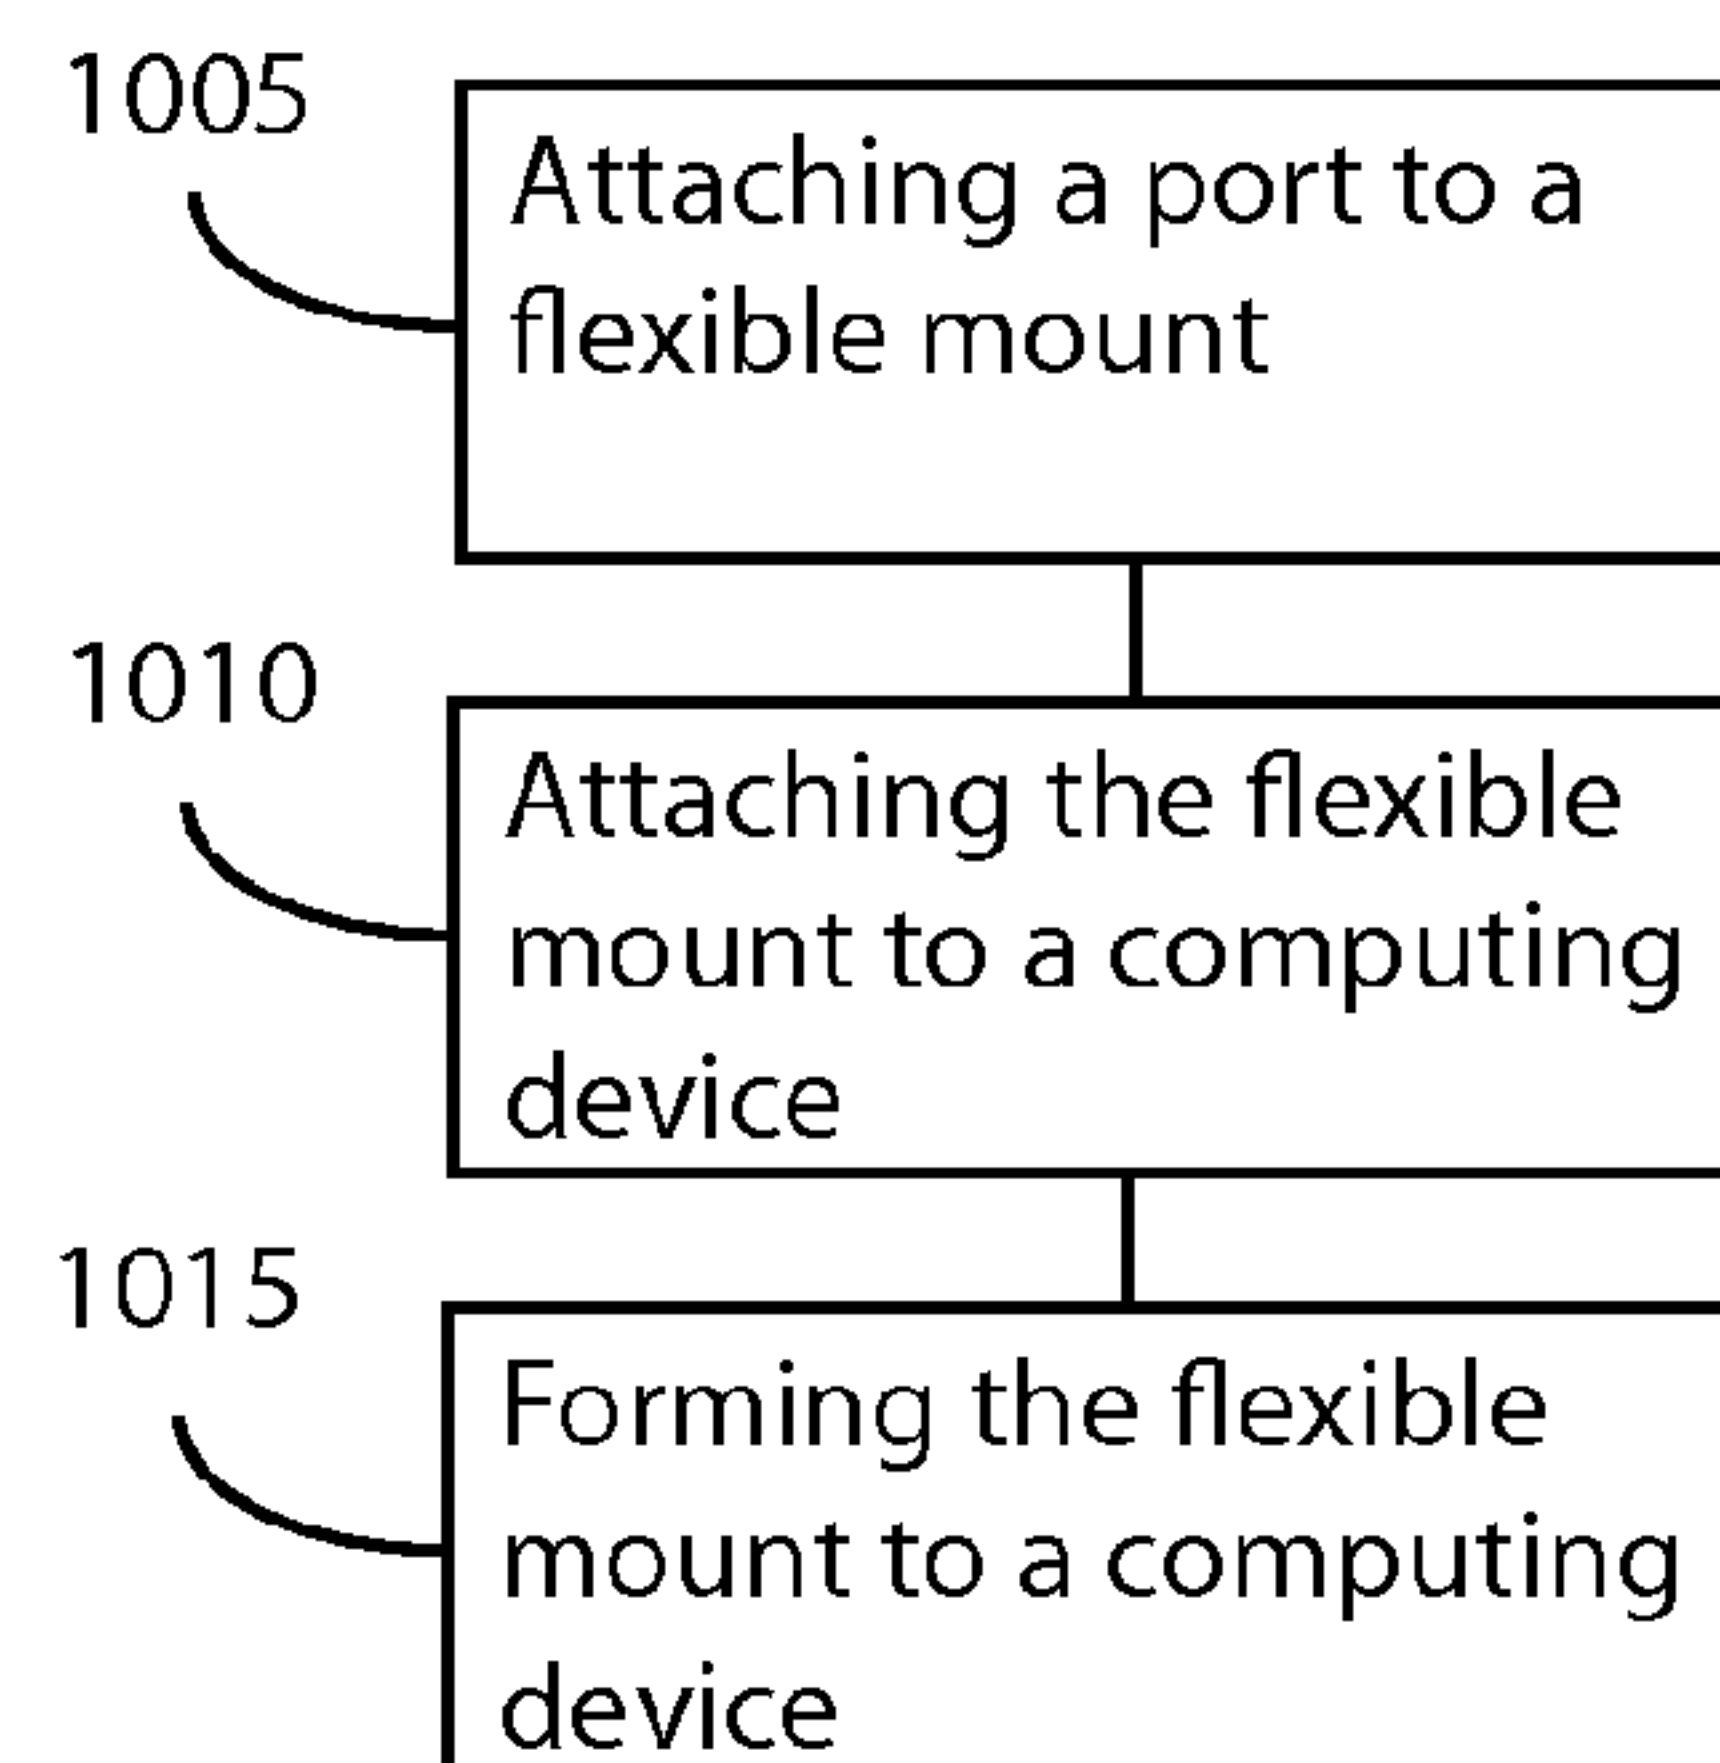 1005
Attaching a port to a
flexible mount
1010
Attaching the flexible
mount to a computing
device
1015
Forming the flexible
mount to a computing
device